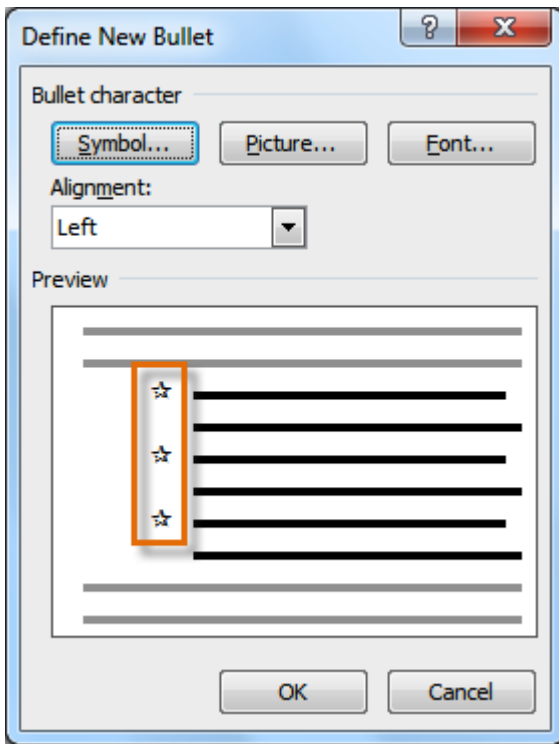 Define New Bullet
Bullet character
Symbol... Picture... Font...
Alignment:
Left
Preview
OK Cancel